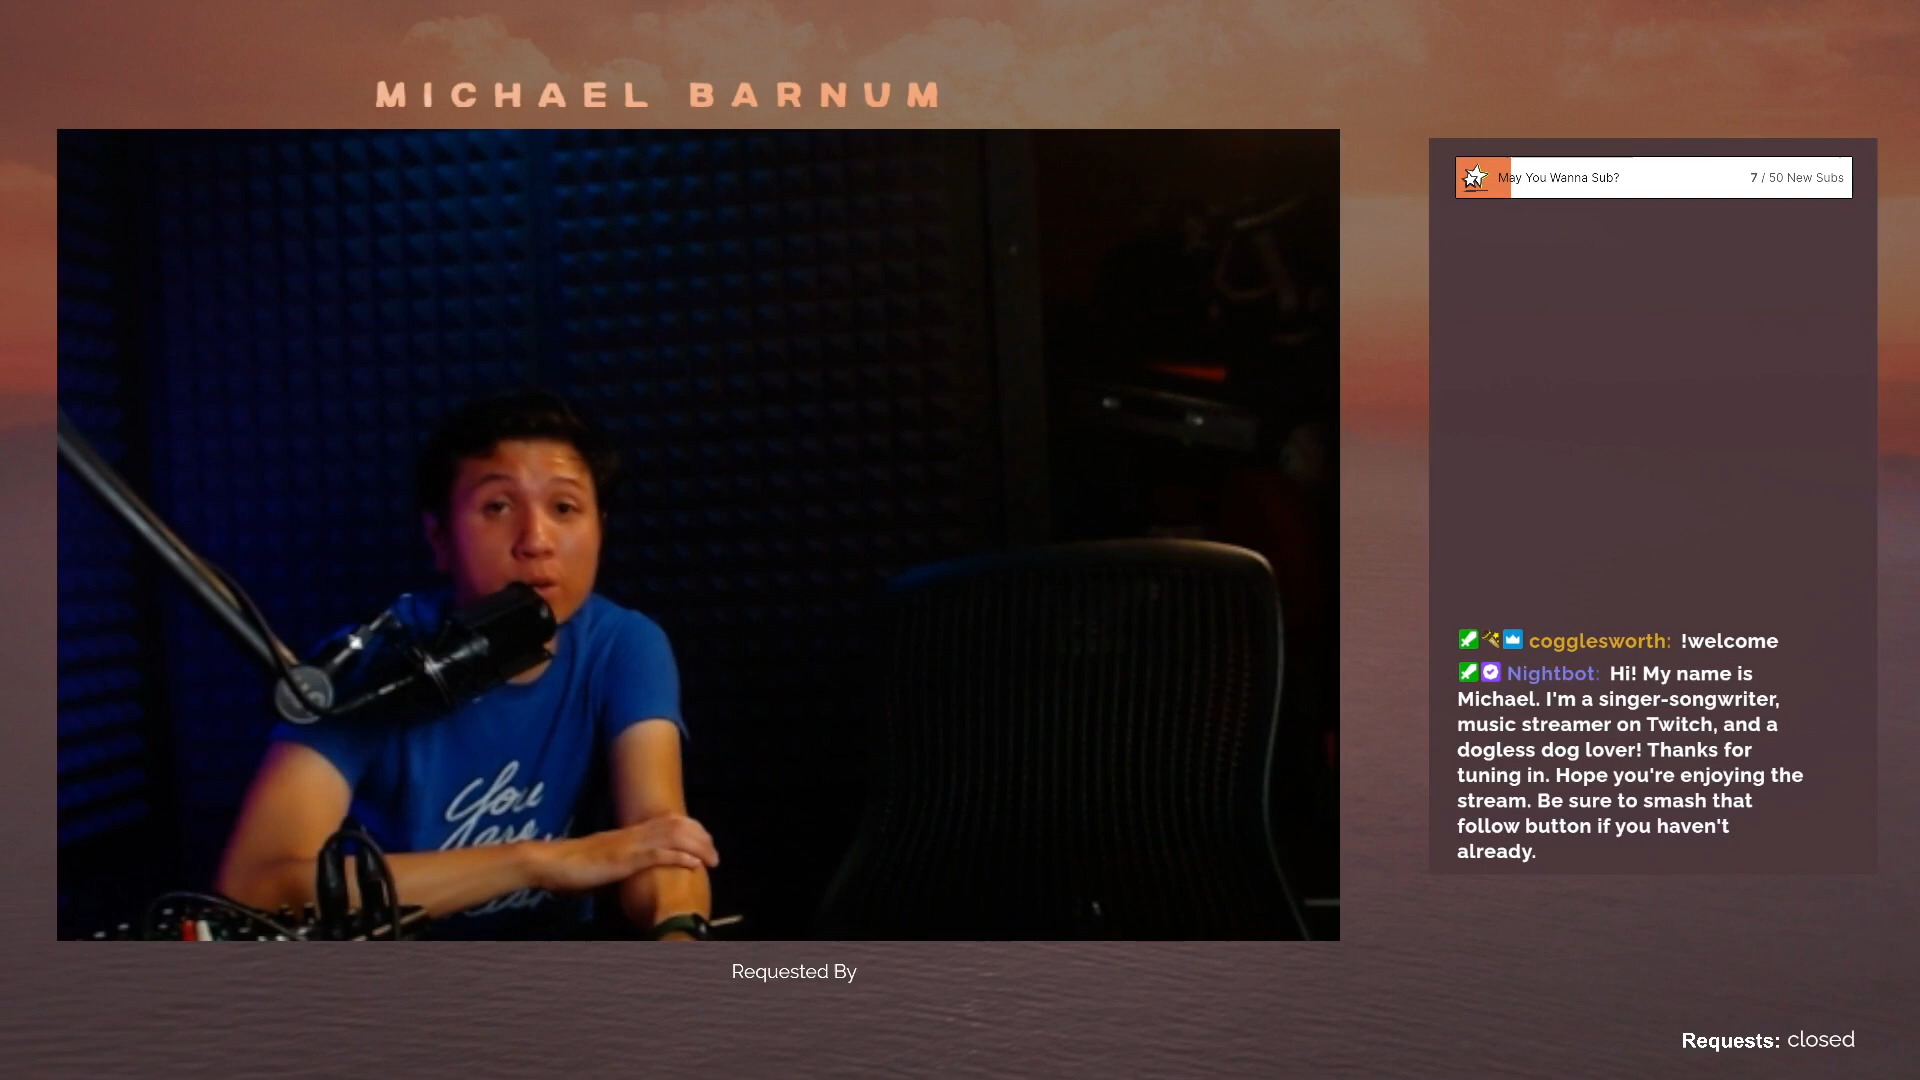 MICHAEL BARNUM
May You Wanna Sub?
7 / 50 New Subs
cogglesworth: !welcome
Nightbot: Hi! My name is
Michael. I'm a singer-songwriter,
music streamer on Twitch, and a
dogless dog lover! Thanks for
tuning in. Hope you're enjoying the
stream. Be sure to smash that
follow button if you haven't
already.
You
are
Requested By
Requests: closed